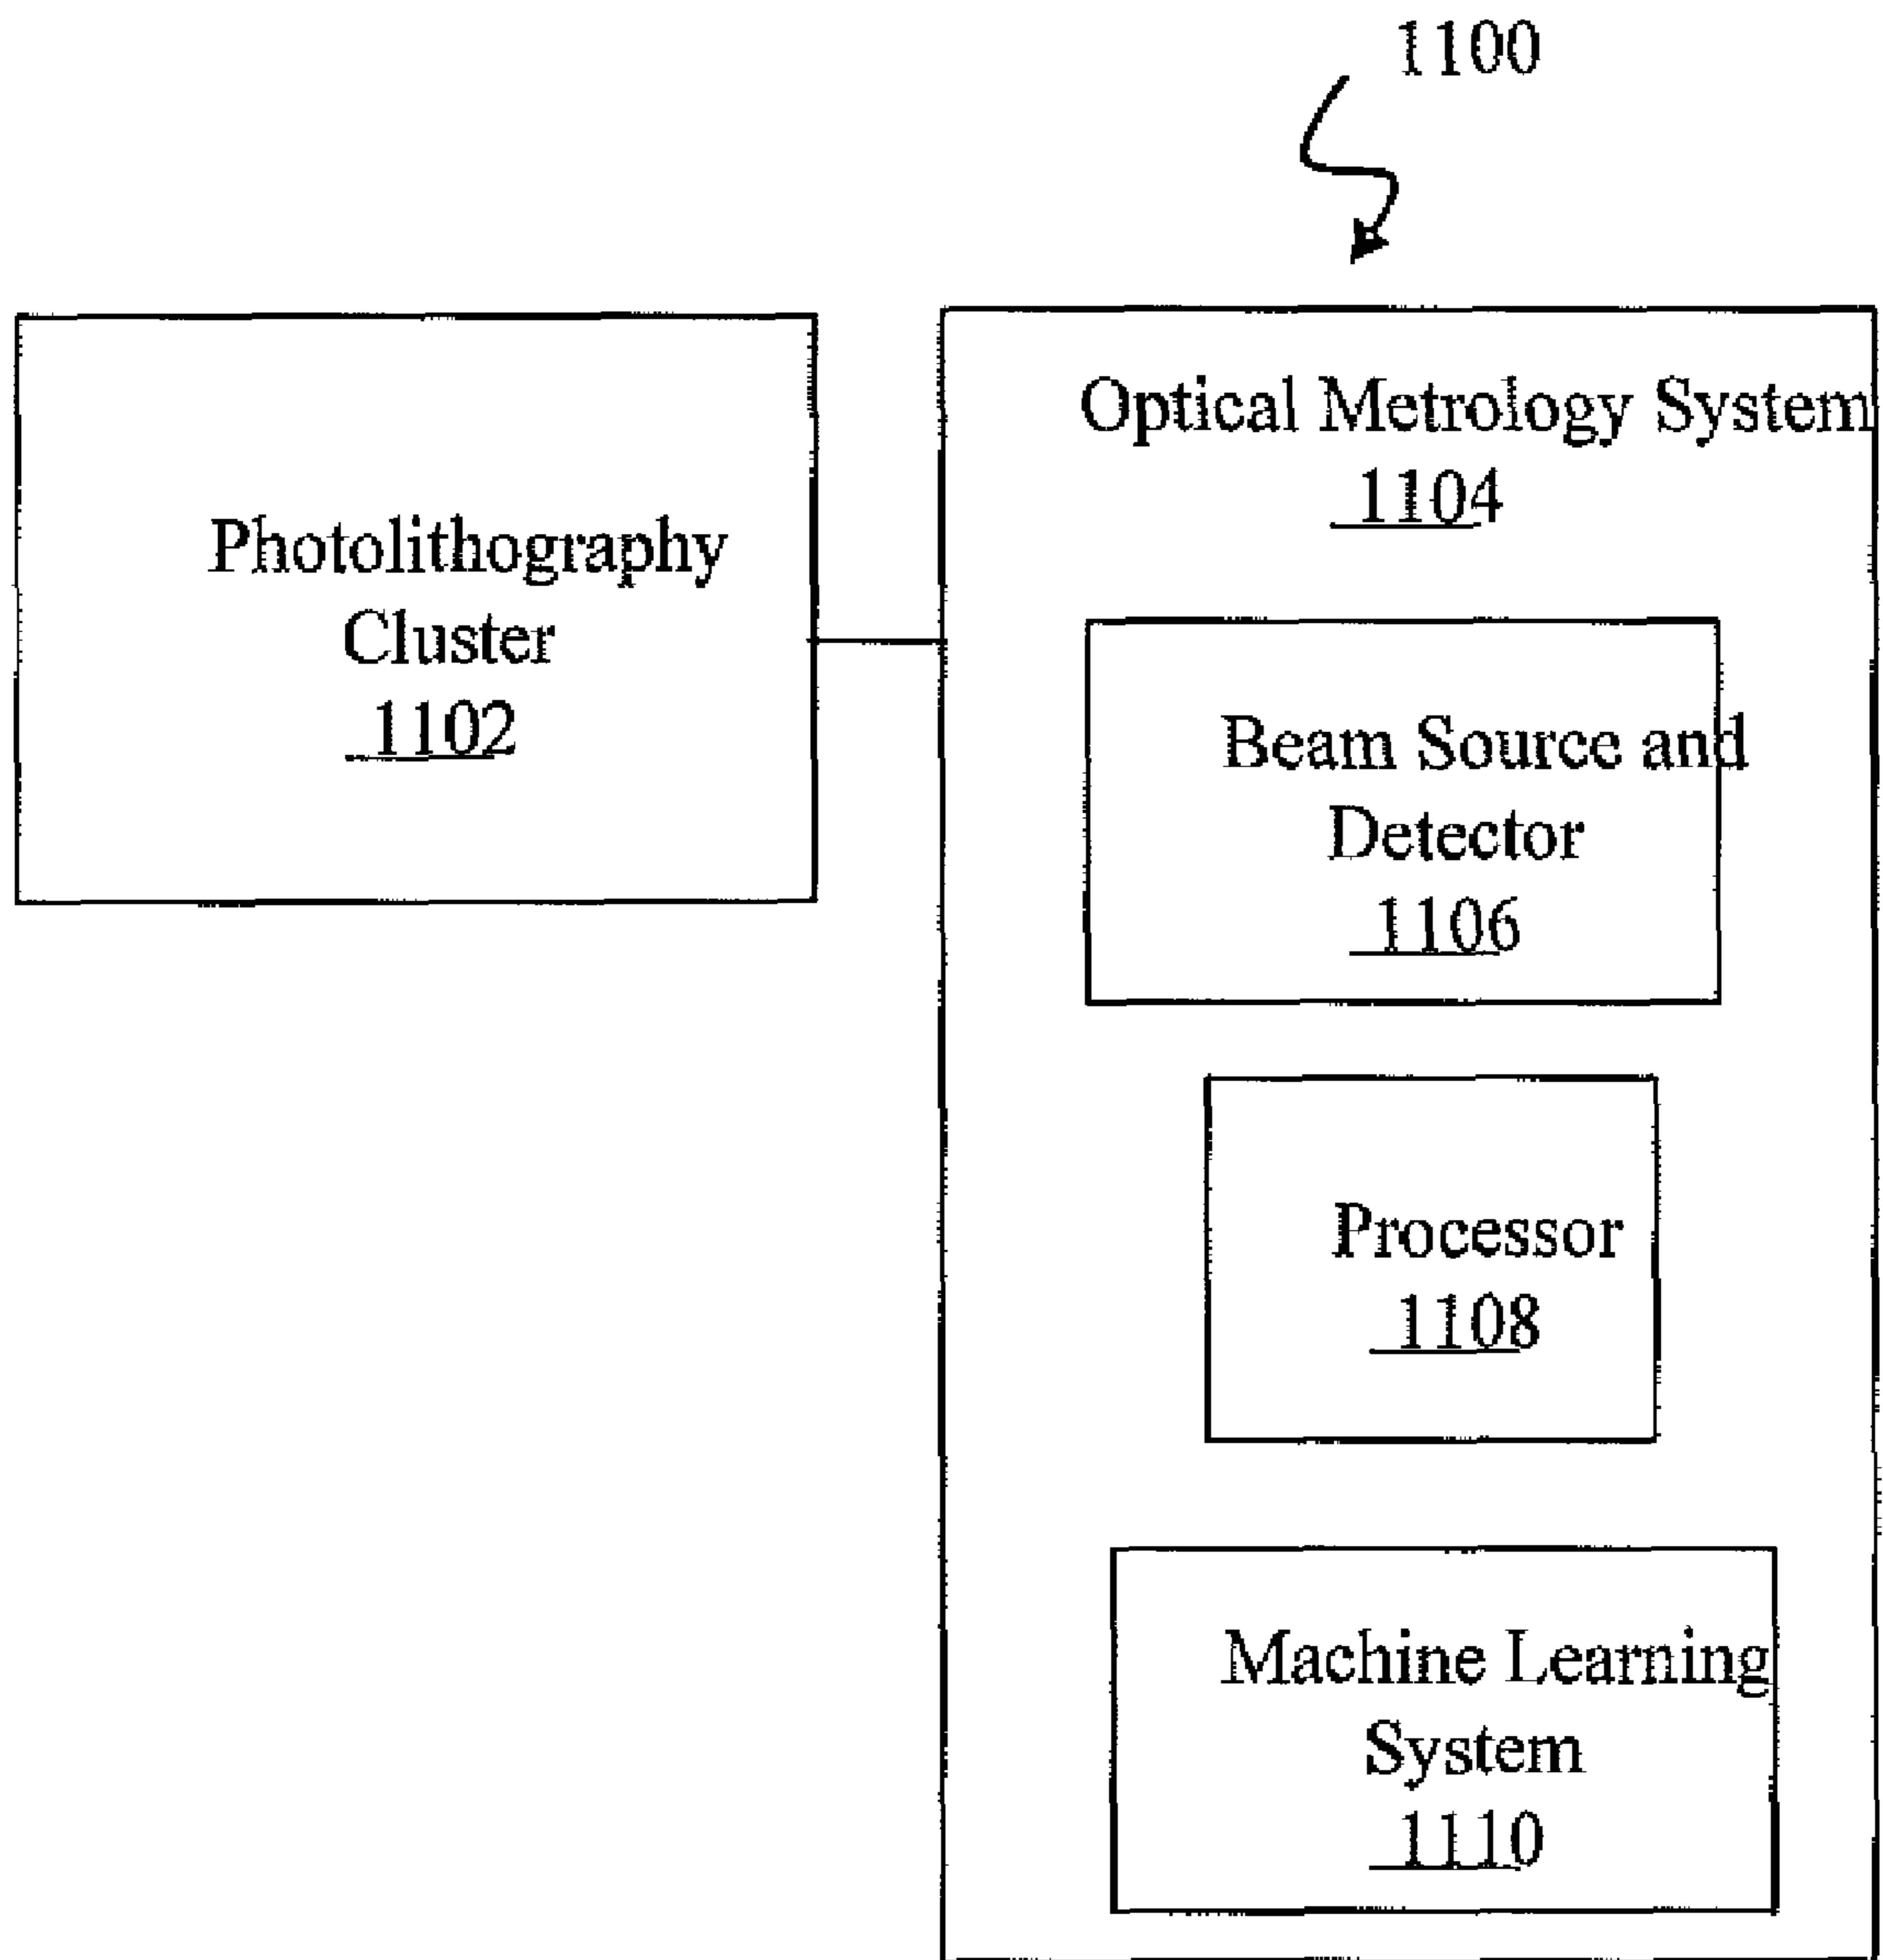 1100
Photolithography
Cluster
1102
Optical Metrology System
1104
Beam Source and
Detector
1106
Processor
1108
Machine Learning
System
1110